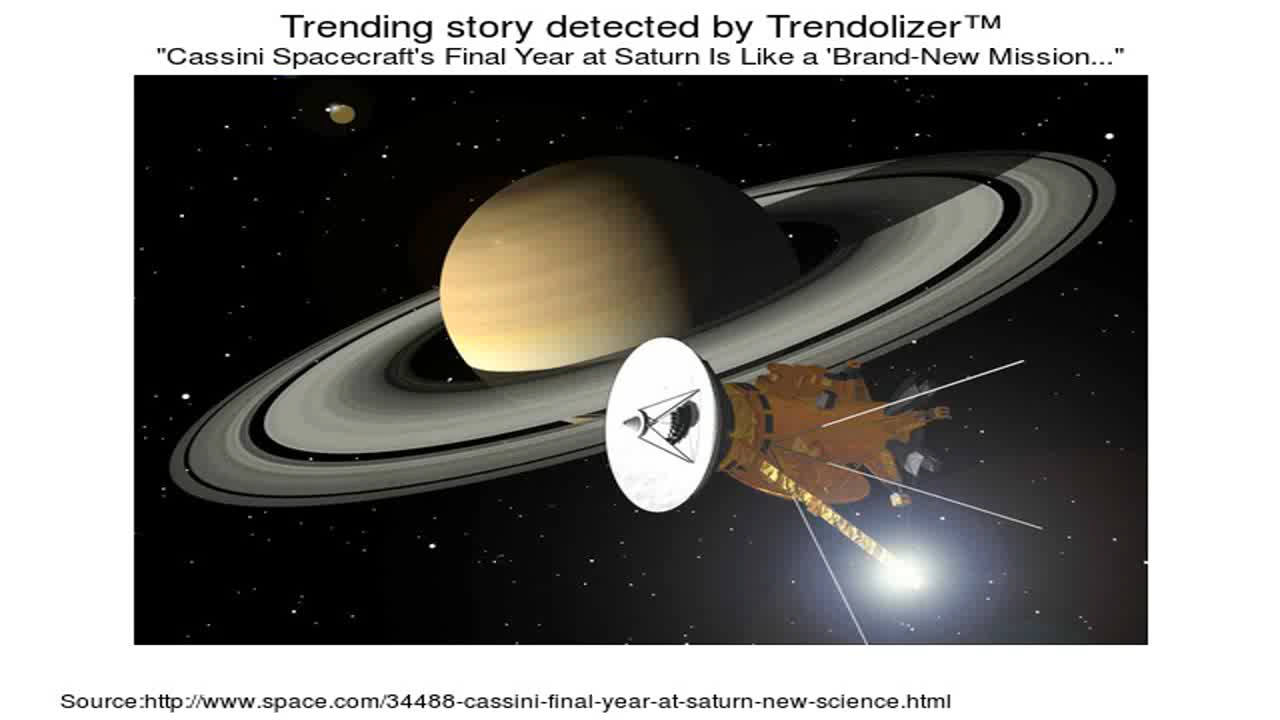 Trending story detected by Trendolizer™
"Cassini Spacecraft's Final Year at Saturn Is Like a 'Brand-New Mission..."
Source:http://www.space.com/34488-cassini-final-year-at-saturn-new-science.html